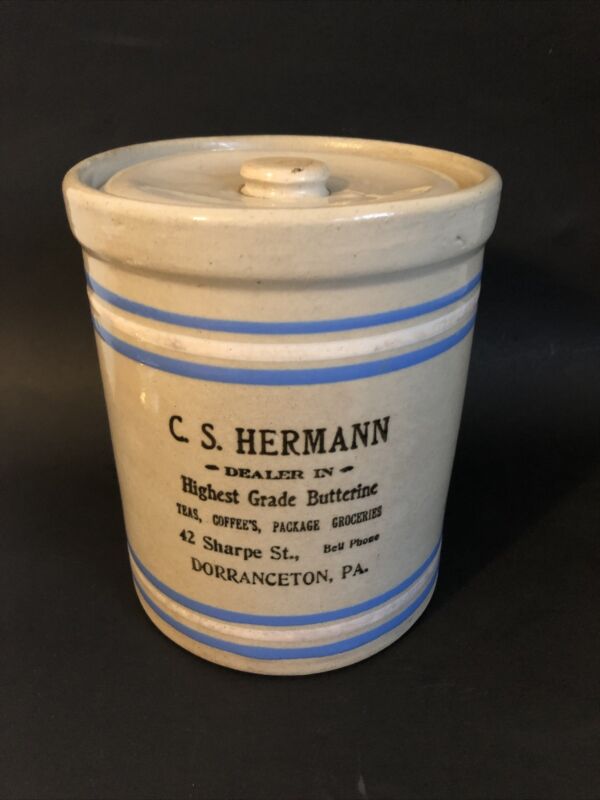 C. S. HERMANN
DEALER IN
Highest Grade Butterine
TEAS, COFFEE'S, PACKAGE GROCERIES
42 Sharpe St., Bell Phone
DORRANCETON, PA.